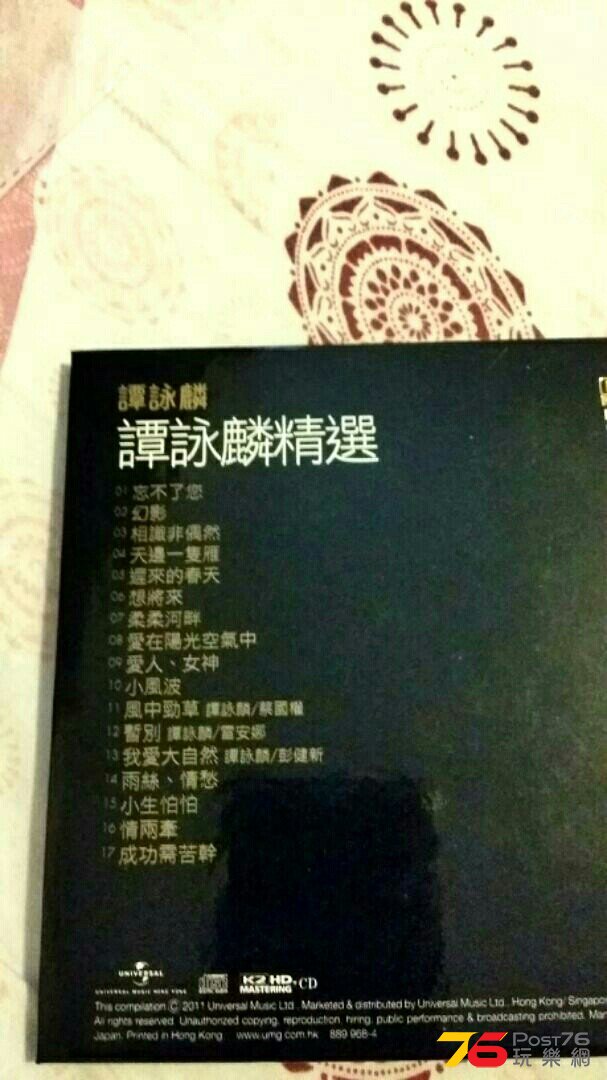 譚詠麟
譚詠麟精選
01 忘不了您
02 幻影
03 相識非偶然
04 天邊一隻雁
05 遲來的春天
06 想將來
07 柔柔河畔
08 愛在陽光空氣中
09 愛人、女神
10 小風波
11 風中勁草 譚詠麟/蔡國權
12 暫別 譚詠麟/雷安娜
13 我愛大自然 譚詠麟/彭健新
14 雨絲、情愁
15 小生怕怕
16 情兩牽
17 成功需苦幹
UNIVERSAL
UNIVERSAL MUSIC HONG KONG
K2 HD MASTERING +CD
This compilation Ⓒ 2011 Universal Music Ltd. Marketed & distributed by Universal Music Ltd., Hong Kong/ Singapo
All rights reserved. Unauthorized copying, reproduction, hiring, public performance & broadcasting prohibited. Man
Japan. Printed in Hong Kong www.umg.com.hk 889 968-4
76 POST76
玩樂網